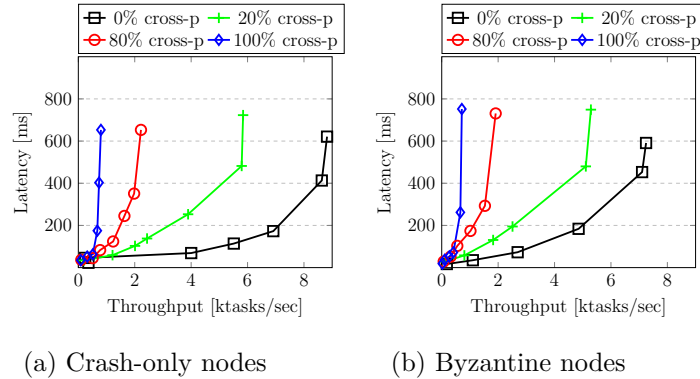 0% cross-p 20% cross-p
80% cross-p 100% cross-p
800
600
400
200
0 2 4 6 8
Latency [ms]
Throughput [ktasks/sec]
(a) Crash-only nodes
0% cross-p 20% cross-p
80% cross-p 100% cross-p
800
600
400
200
0 2 4 6 8
Latency [ms]
Throughput [ktasks/sec]
(b) Byzantine nodes